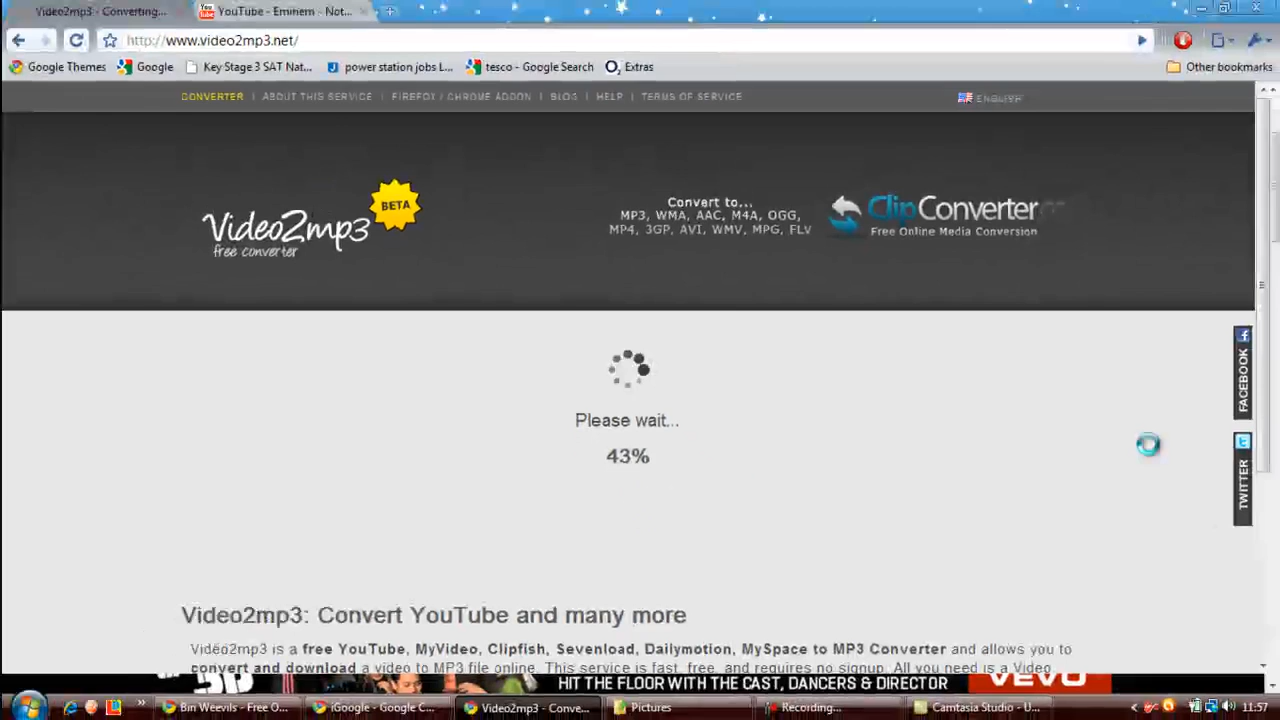 Video2mp3 - Converting...
YouTube - Eminem - Not...
http://www.video2mp3.net/
Google Themes
Google
Key Stage 3 SAT Nat...
power station jobs L...
tesco - Google Search
Extras
Other bookmarks
CONVERTER | ABOUT THIS SERVICE | FIREFOX / CHROME ADDON | BLOG | HELP | TERMS OF SERVICE
ENGLISH
Video2mp3
free converter
BETA
Convert to...
MP3, WMA, AAC, M4A, OGG,
MP4, 3GP, AVI, WMV, MPG, FLV
ClipConverter
Free Online Media Conversion
FACEBOOK
TWITTER
Please wait...
43%
Video2mp3: Convert YouTube and many more
Video2mp3 is a free YouTube, MyVideo, Clipfish, Sevenload, Dailymotion, MySpace to MP3 Converter and allows you to
convert and download a video to MP3 file online. This service is fast, free, and requires no signup. All you need is a Video
HIT THE FLOOR WITH THE CAST, DANCERS & DIRECTOR
VEVO
Bin Weevils - Free O...
iGoogle - Google C...
Video2mp3 - Conve...
Pictures
Recording...
Camtasia Studio - U...
11:57